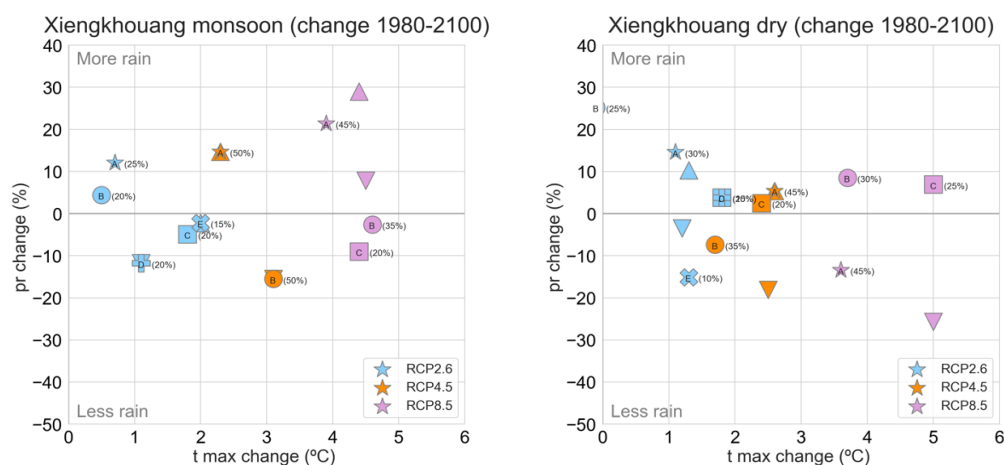 Xiengkhouang monsoon (change 1980-2100)
More rain
Less rain
pr change (%)
40
30
20
10
0
−10
−20
−30
−40
−50
A (25%)
B (20%)
A (50%)
A (45%)
E (15%)
C (20%)
D (20%)
B (50%)
B (35%)
C (20%)
RCP2.6
RCP4.5
RCP8.5
0 1 2 3 4 5 6
t max change (ºC)
Xiengkhouang dry (change 1980-2100)
More rain
Less rain
pr change (%)
40
30
20
10
0
−10
−20
−30
−40
−50
B (25%)
A (30%)
D
A (45%)
C (20%)
B (35%)
E (10%)
B (30%)
C (25%)
A (45%)
RCP2.6
RCP4.5
RCP8.5
0 1 2 3 4 5 6
t max change (ºC)